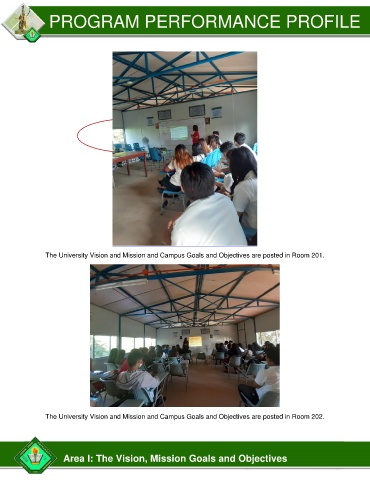 PROGRAM PERFORMANCE PROFILE
The University Vision and Mission and Campus Goals and Objectives are posted in Room 201.
The University Vision and Mission and Campus Goals and Objectives are posted in Room 202.
Area I: The Vision, Mission Goals and Objectives